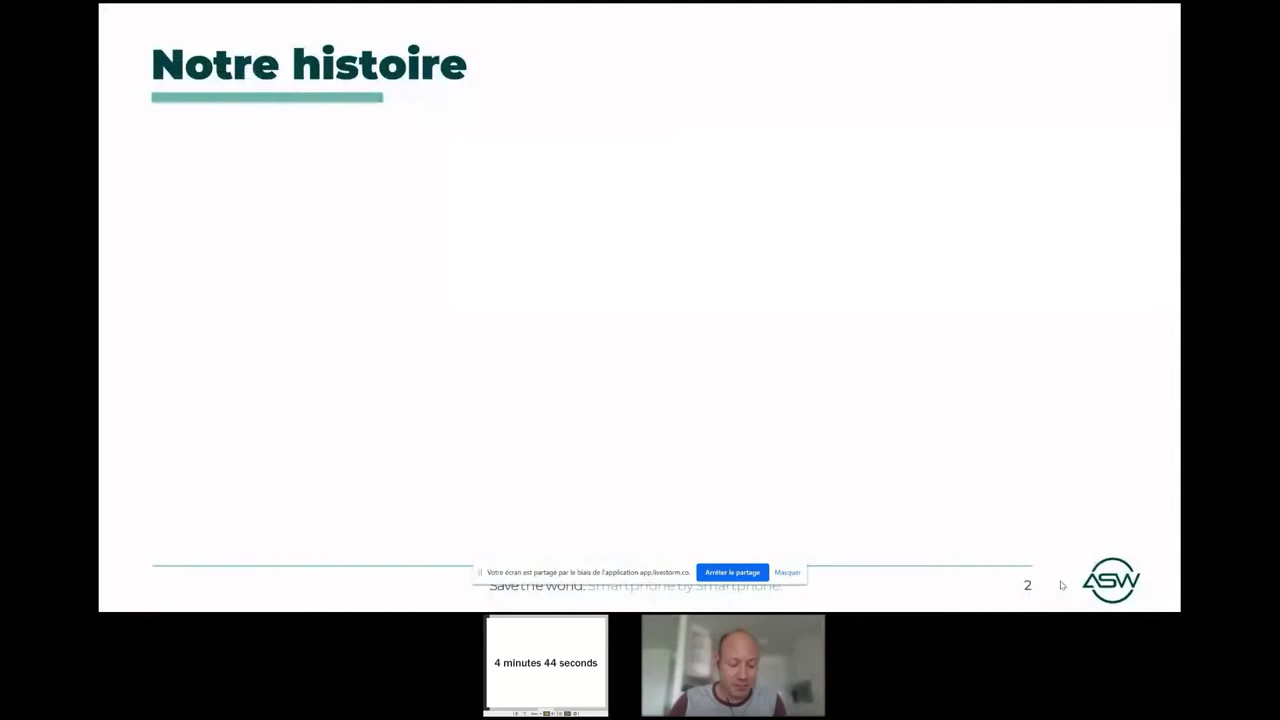 Notre histoire
Votre écran est partagé par le biais de l'application app.livestorm.co. Arrêter le partage Masquer
Save the world. Smartphone by Smartphone.
2
ASW
4 minutes 44 seconds